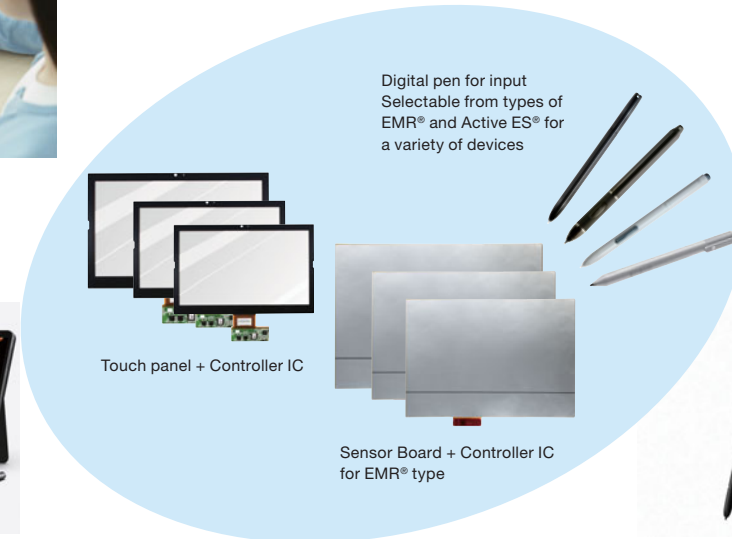 Digital pen for input
Selectable from types of
EMR® and Active ES® for
a variety of devices
Touch panel + Controller IC
Sensor Board + Controller IC
for EMR® type